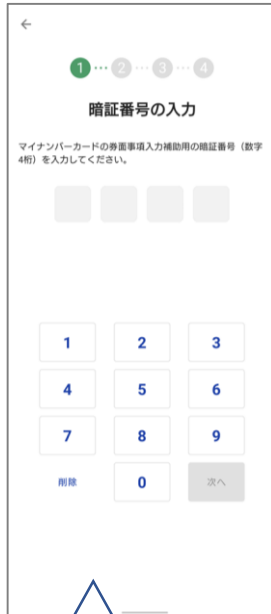 1 2 3 4
暗証番号の入力
マイナンバーカードの券面事項入力補助用の暗証番号（数字
4桁）を入力してください。
1 2 3
4 5 6
7 8 9
削除 0 次へ